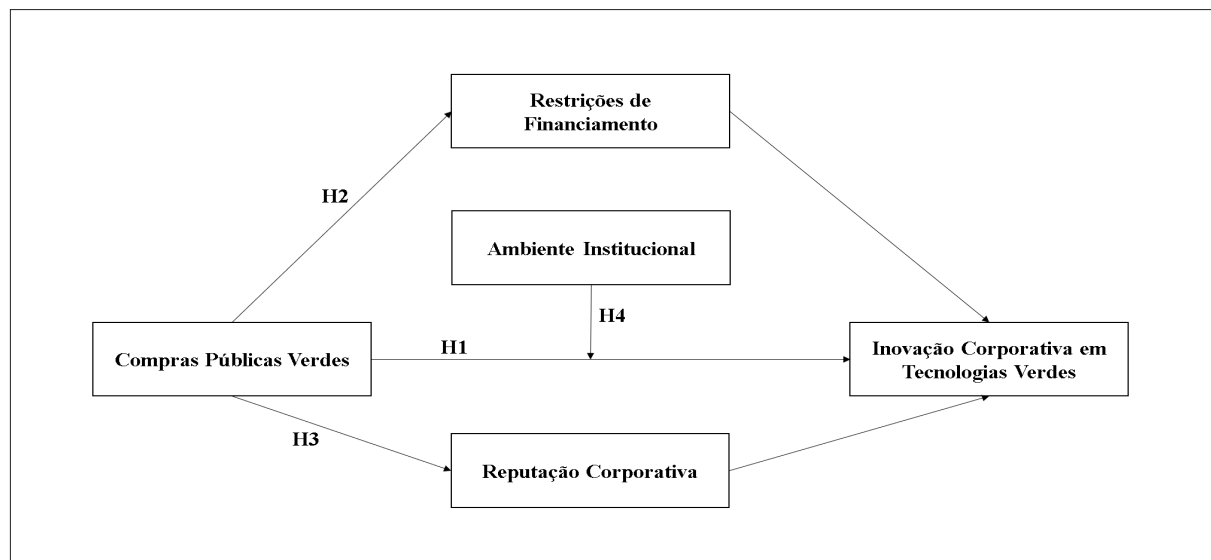 Restrições de
Financiamento
H2
Ambiente Institucional
H4
Compras Públicas Verdes
H1
Inovação Corporativa em
Tecnologias Verdes
H3
Reputação Corporativa